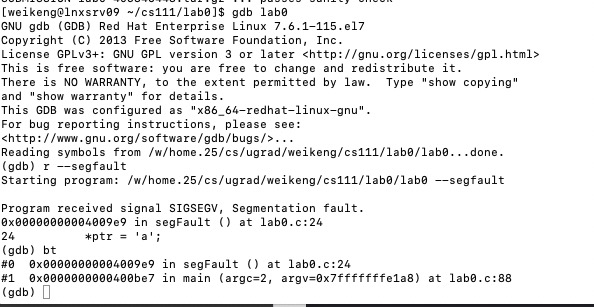 [weikeng@lnxsrv09 ~/cs111/lab0]$ gdb lab0
GNU gdb (GDB) Red Hat Enterprise Linux 7.6.1-115.el7
Copyright (C) 2013 Free Software Foundation, Inc.
License GPLv3+: GNU GPL version 3 or later <http://gnu.org/licenses/gpl.html>
This is free software: you are free to change and redistribute it.
There is NO WARRANTY, to the extent permitted by law.  Type "show copying"
and "show warranty" for details.
This GDB was configured as "x86_64-redhat-linux-gnu".
For bug reporting instructions, please see:
<http://www.gnu.org/software/gdb/bugs/>...
Reading symbols from /w/home.25/cs/ugrad/weikeng/cs111/lab0/lab0...done.
(gdb) r --segfault
Starting program: /w/home.25/cs/ugrad/weikeng/cs111/lab0/lab0 --segfault
Program received signal SIGSEGV, Segmentation fault.
0x00000000004009e9 in segFault () at lab0.c:24
24 *ptr = 'a';
(gdb) bt
#0 0x00000000004009e9 in segFault () at lab0.c:24
#1 0x0000000000400be7 in main (argc=2, argv=0x7fffffffe1a8) at lab0.c:88
(gdb)